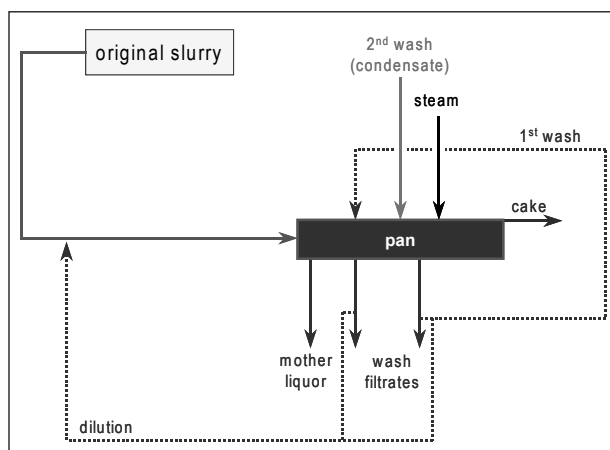 original slurry
2nd wash
(condensate)
steam
1st wash
cake
pan
mother
liquor
wash
filtrates
dilution